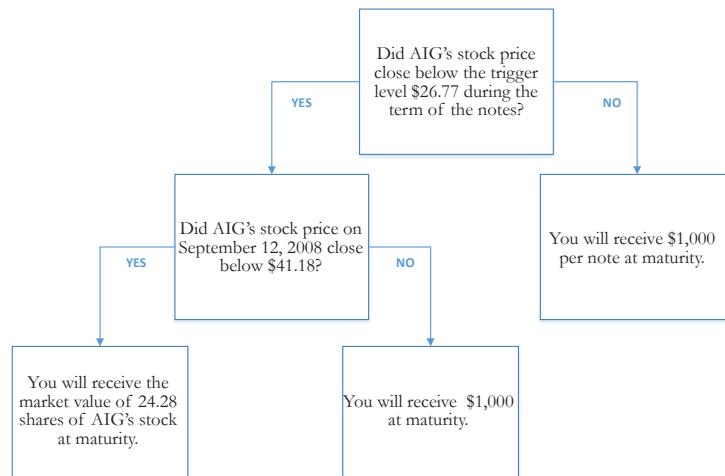 Did AIG's stock price
close below the trigger
level $26.77 during the
term of the notes?
YES
NO
Did AIG's stock price on
September 12, 2008 close
below $41.18?
You will receive $1,000
per note at maturity.
YES
NO
You will receive the
market value of 24.28
shares of AIG's stock
at maturity.
You will receive $1,000
at maturity.